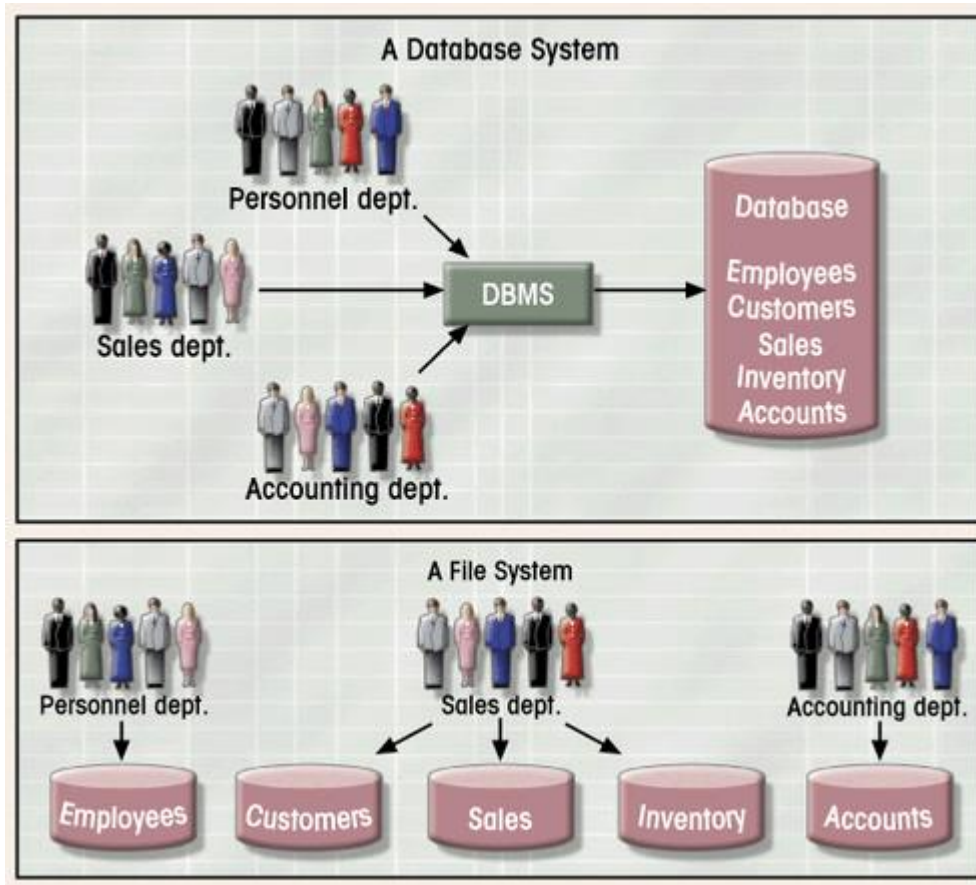 A Database System
Personnel dept.
Sales dept.
Accounting dept.
DBMS
Database
Employees
Customers
Sales
Inventory
Accounts
A File System
Personnel dept.
Sales dept.
Accounting dept.
Employees
Customers
Sales
Inventory
Accounts